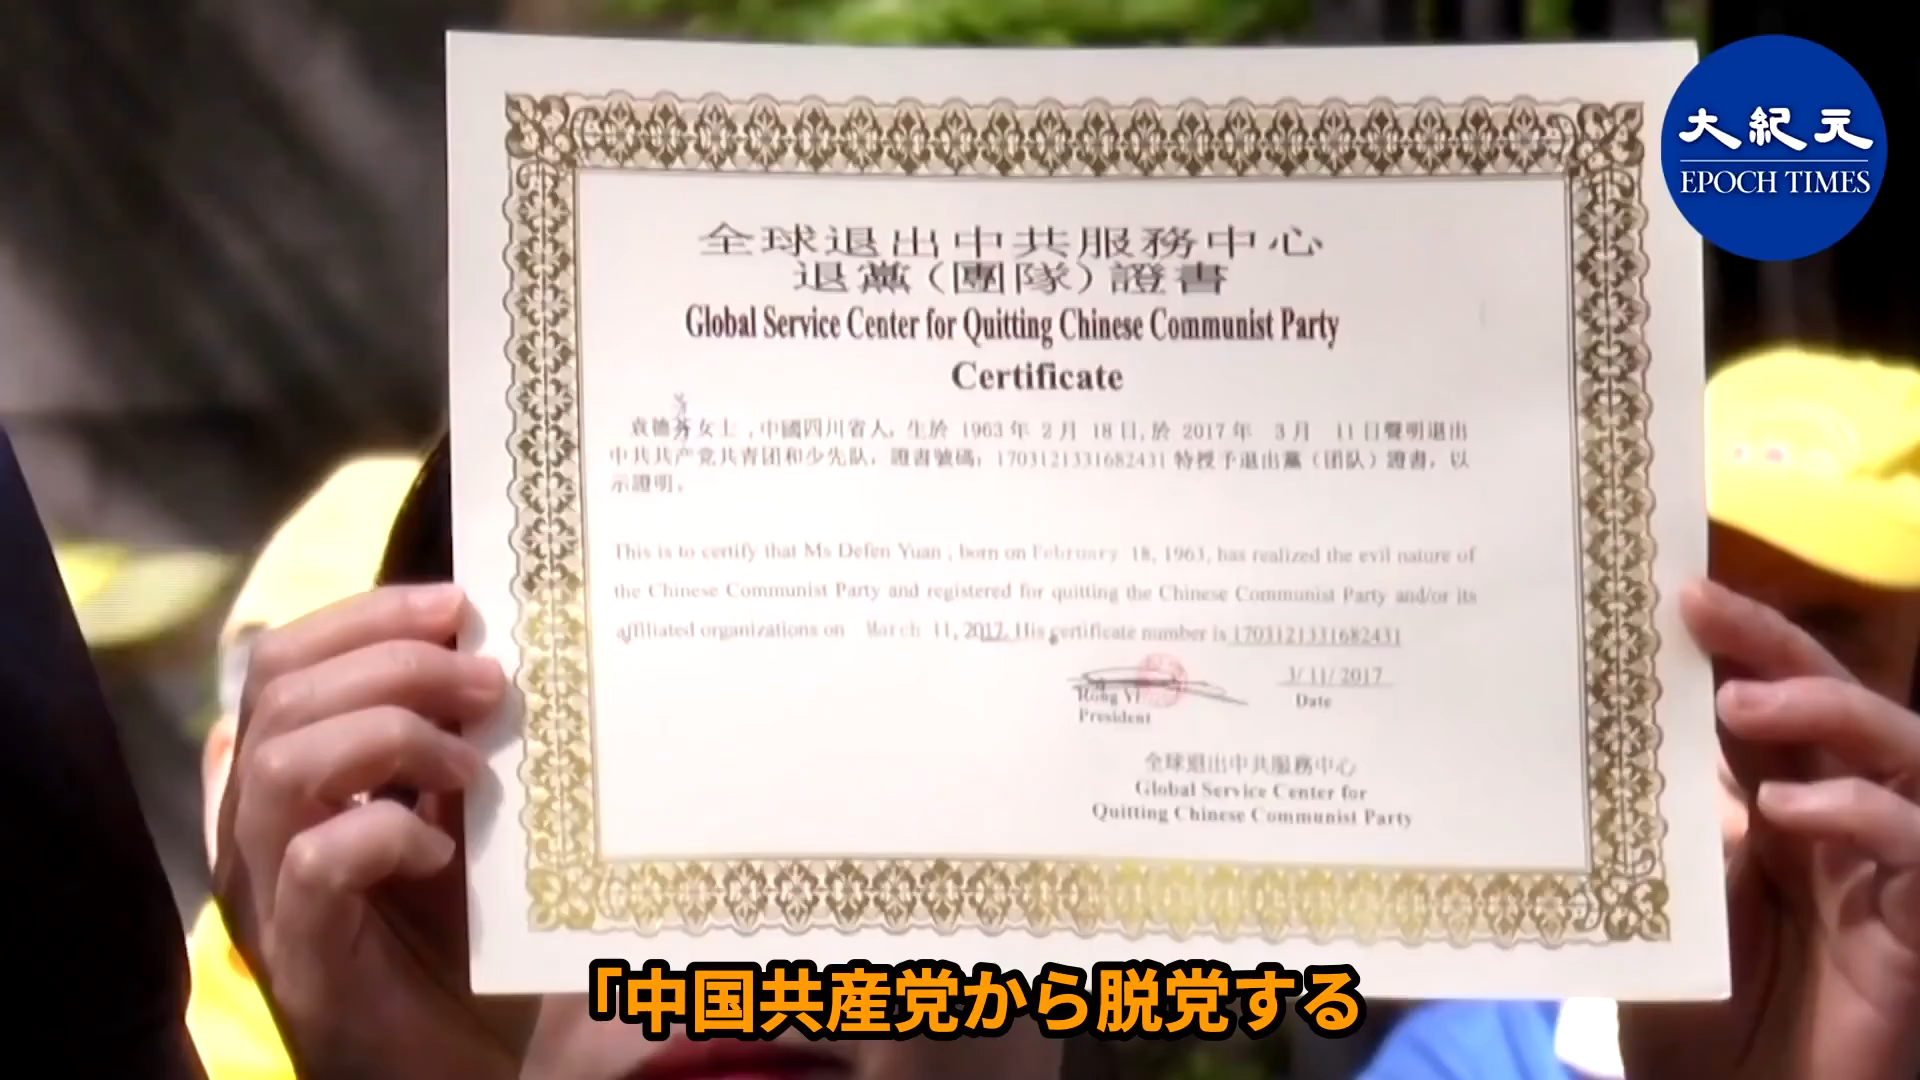 大紀元
EPOCH TIMES
全球退出中共服務中心
退黨(團隊)證書
Global Service Center for Quitting Chinese Communist Party
Certificate
袁德芬女士,中國四川省人,生於 1963 年 2 月 18 日,於 2017 年 3 月 11 日聲明退出
中共共产党共青团和少先队, 證書號碼: 1703121331682431 特授予退出黨(团队)證書, 以
示證明。
This is to certify that Ms Defen Yuan , born on February 18, 1963, has realized the evil nature of
the Chinese Communist Party and registered for quitting the Chinese Communist Party and/or its
affiliated organizations on March 11, 2017. His certificate number is 1703121331682431
3/ 11/ 2017
Rong Yi
Date
President
全球退出中共服務中心
Global Service Center for
Quitting Chinese Communist Party
「中国共産党から脱党する